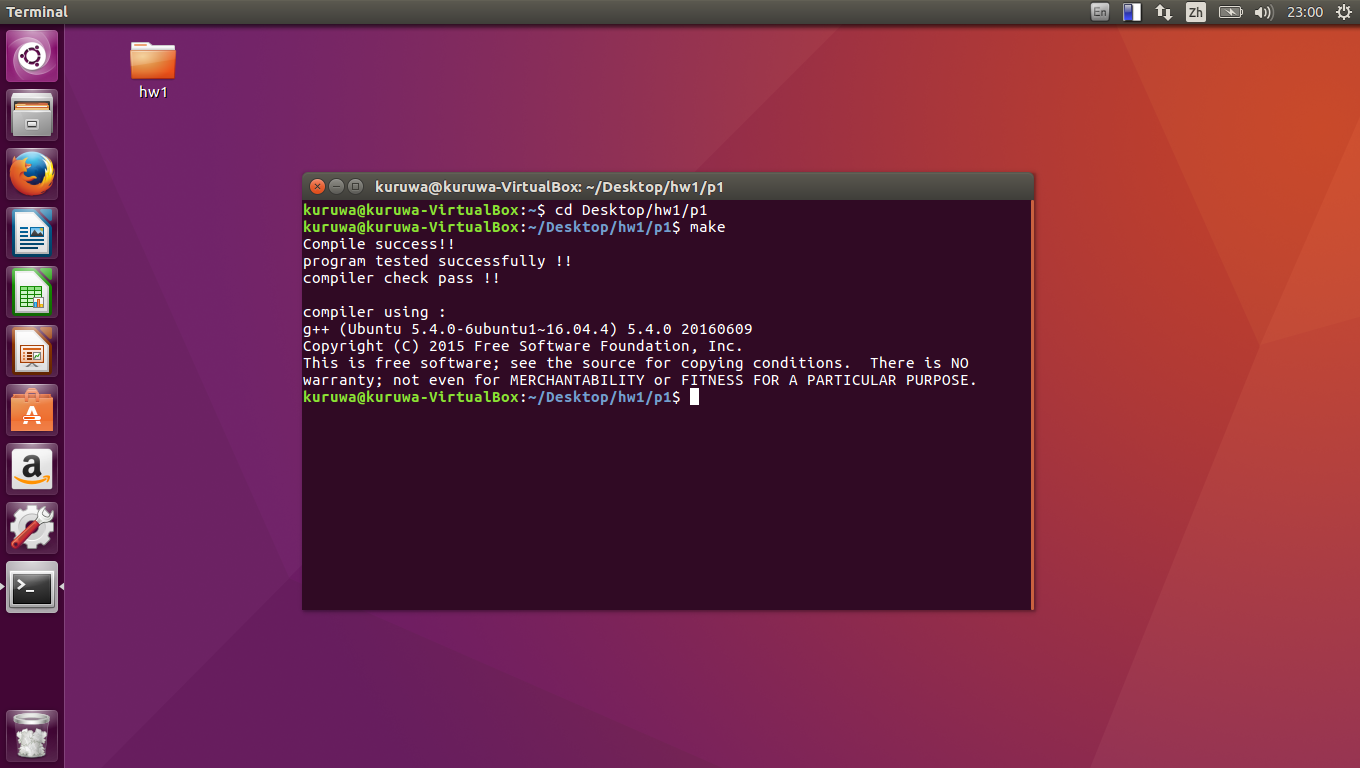 Terminal
En
Zh
23:00
hw1
kuruwa@kuruwa-VirtualBox: ~/Desktop/hw1/p1
kuruwa@kuruwa-VirtualBox:~$ cd Desktop/hw1/p1
kuruwa@kuruwa-VirtualBox:~/Desktop/hw1/p1$ make
Compile success!!
program tested successfully !!
compiler check pass !!
compiler using :
g++ (Ubuntu 5.4.0-6ubuntu1~16.04.4) 5.4.0 20160609
Copyright (C) 2015 Free Software Foundation, Inc.
This is free software; see the source for copying conditions.  There is NO
warranty; not even for MERCHANTABILITY or FITNESS FOR A PARTICULAR PURPOSE.
kuruwa@kuruwa-VirtualBox:~/Desktop/hw1/p1$